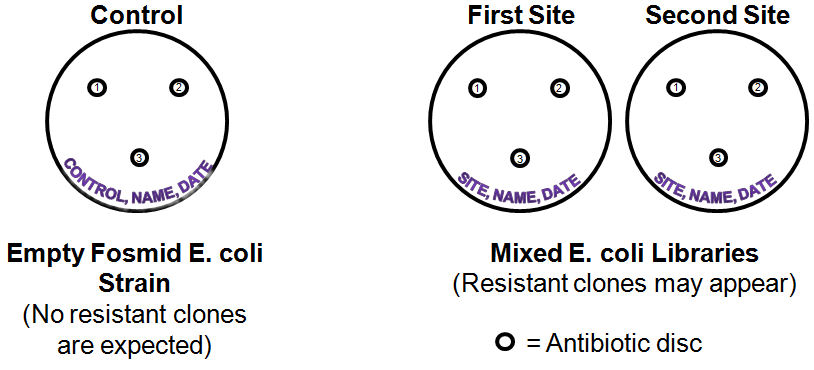 Control
1
2
3
CONTROL, NAME, DATE
Empty Fosmid E. coli
Strain
(No resistant clones
are expected)
First Site
1
2
3
SITE, NAME, DATE
Second Site
1
2
3
SITE, NAME, DATE
Mixed E. coli Libraries
(Resistant clones may appear)
= Antibiotic disc